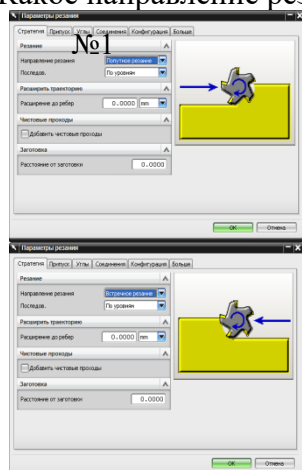 Какое направление рез
№1
Параметры резания
Стратегия Припуск Углы Соединения Конфигурация Больше
Резание
Направление резания Попутное резание
Последов. По уровням
Расширить траекторию
Расширение до ребер 0.0000 mm
Чистовые проходы
Добавить чистовые проходы
Заготовка
Расстояние от заготовки 0.0000
OK Отмена
Параметры резания
Стратегия Припуск Углы Соединения Конфигурация Больше
Резание
Направление резания Встречное резание
Последов. По уровням
Расширить траекторию
Расширение до ребер 0.0000 mm
Чистовые проходы
Добавить чистовые проходы
Заготовка
Расстояние от заготовки 0.0000
OK Отмена